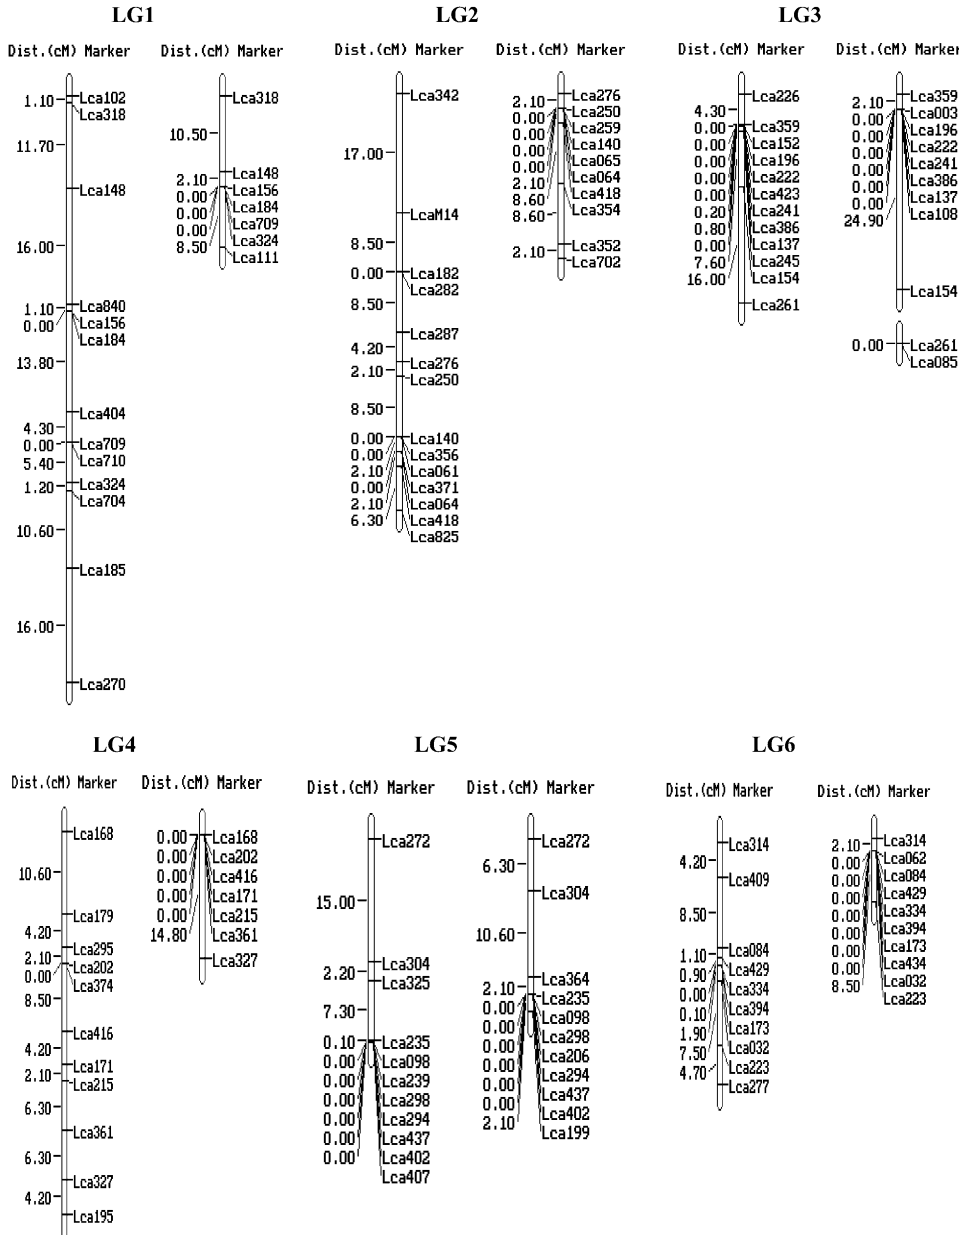 LG1 LG2 LG3
Dist.(cM) Marker Dist.(cM) Marker Dist.(cM) Marker Dist.(cM) Marker Dist.(cM) Marker Dist.(cM) Marker
Lca102
1.10
Lca318
11.70
Lca148
16.00
Lca840
1.10
Lca156
0.00
Lca184
13.80
Lca404
4.30
Lca709
0.00
Lca710
5.40
Lca324
1.20
Lca704
10.60
Lca185
16.00
Lca270
Lca318
10.50
Lca148
2.10
Lca156
0.00
Lca184
0.00
Lca709
0.00
Lca324
8.50
Lca111
Lca342
17.00
LcaM14
8.50
Lca182
0.00
Lca282
8.50
Lca287
4.20
Lca276
2.10
Lca250
8.50
Lca140
0.00
Lca356
0.00
Lca061
2.10
Lca371
0.00
Lca064
2.10
Lca418
6.30
Lca825
Lca276
2.10
Lca250
0.00
Lca259
0.00
Lca140
0.00
Lca065
0.00
Lca064
2.10
Lca418
8.60
Lca354
8.60
Lca352
2.10
Lca702
Lca226
4.30
Lca359
0.00
Lca152
0.00
Lca196
0.00
Lca222
0.00
Lca423
0.00
Lca241
0.20
Lca386
0.80
Lca137
0.00
Lca245
7.60
Lca154
16.00
Lca261
Lca359
2.10
Lca003
0.00
Lca196
0.00
Lca222
0.00
Lca241
0.00
Lca386
0.00
Lca137
0.00
Lca108
24.90
Lca154
0.00
Lca261
Lca085
LG4 LG5 LG6
Dist.(cM) Marker Dist.(cM) Marker Dist.(cM) Marker Dist.(cM) Marker Dist.(cM) Marker Dist.(cM) Marker
Lca168
10.60
Lca179
4.20
Lca295
2.10
Lca202
0.00
Lca374
8.50
Lca416
4.20
Lca171
2.10
Lca215
6.30
Lca361
6.30
Lca327
4.20
Lca195
0.00
Lca168
0.00
Lca202
0.00
Lca416
0.00
Lca171
0.00
Lca215
14.80
Lca361
Lca327
Lca272
15.00
Lca304
2.20
Lca325
7.30
Lca235
0.10
Lca098
0.00
Lca239
0.00
Lca298
0.00
Lca294
0.00
Lca437
0.00
Lca402
0.00
Lca407
Lca272
6.30
Lca304
10.60
Lca364
2.10
Lca235
0.00
Lca098
0.00
Lca298
0.00
Lca206
0.00
Lca294
0.00
Lca437
0.00
Lca402
2.10
Lca199
Lca314
4.20
Lca409
8.50
Lca084
1.10
Lca429
0.90
Lca334
0.00
Lca394
0.10
Lca173
1.90
Lca032
7.50
Lca223
4.70
Lca277
Lca314
2.10
Lca062
0.00
Lca084
0.00
Lca429
0.00
Lca334
0.00
Lca394
0.00
Lca173
0.00
Lca434
0.00
Lca032
8.50
Lca223